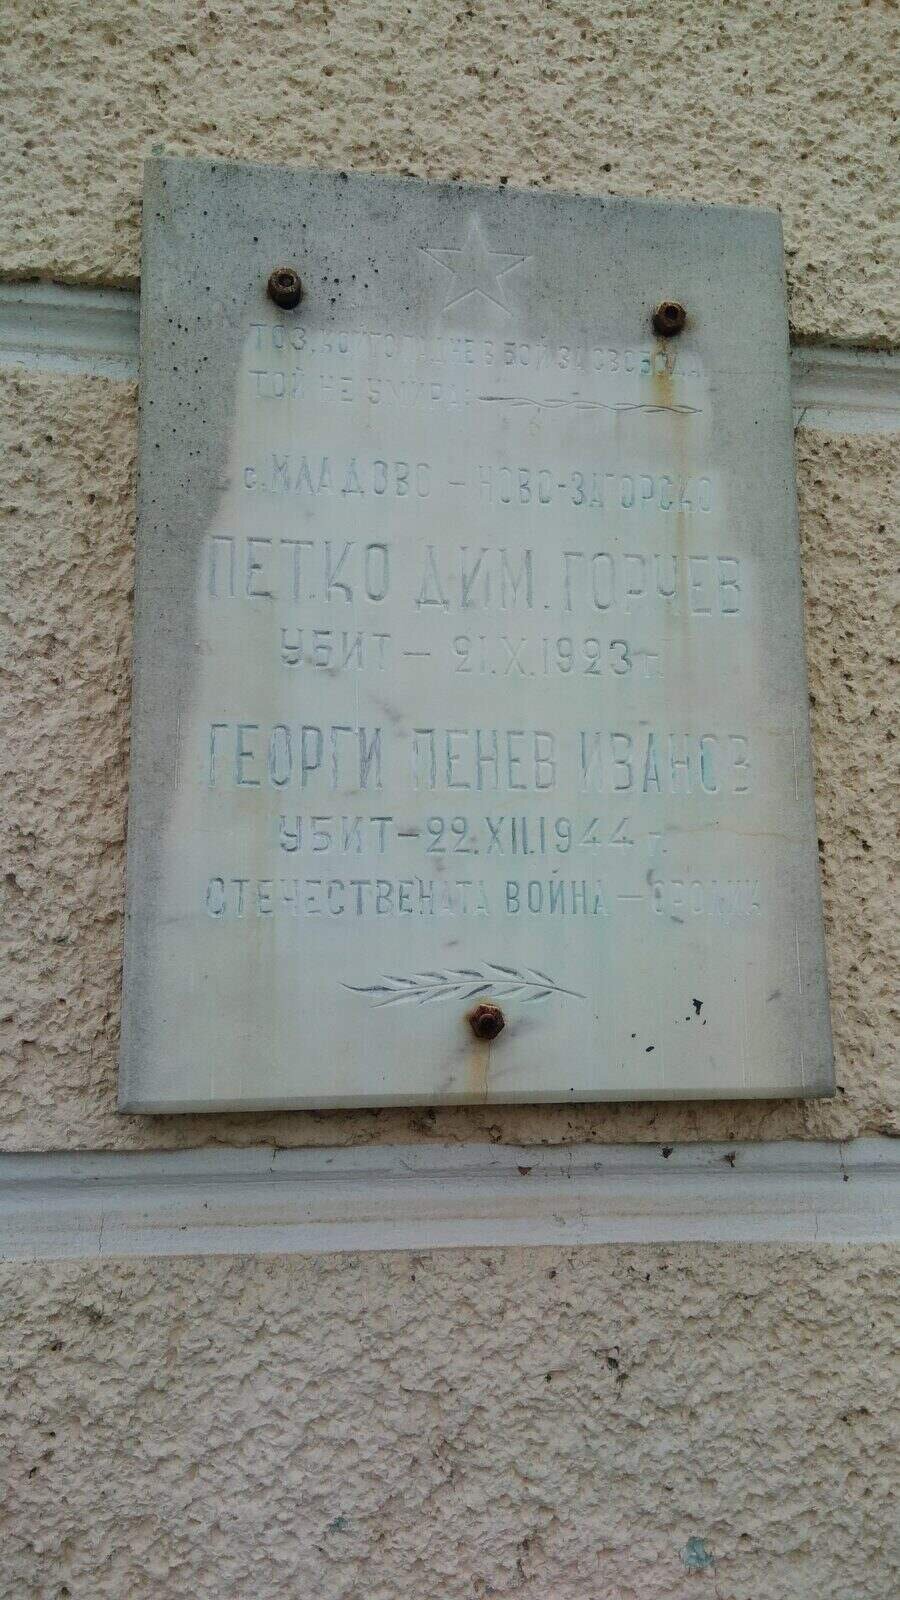 ТОЗ, КОЙТО ПАДНЕ В БОЙ ЗА СВОБОДА
ТОЙ НЕ УМИРА:
с. МЛАДОВО – НОВО-ЗАГОРСКО
ПЕТКО ДИМ. ГОРЧЕВ
УБИТ – 21.X.1923 г.
ГЕОРГИ ПЕНЕВ ИВАНОВ
УБИТ – 22.XII.1944 г.
ОТЕЧЕСТВЕНАТА ВОЙНА –